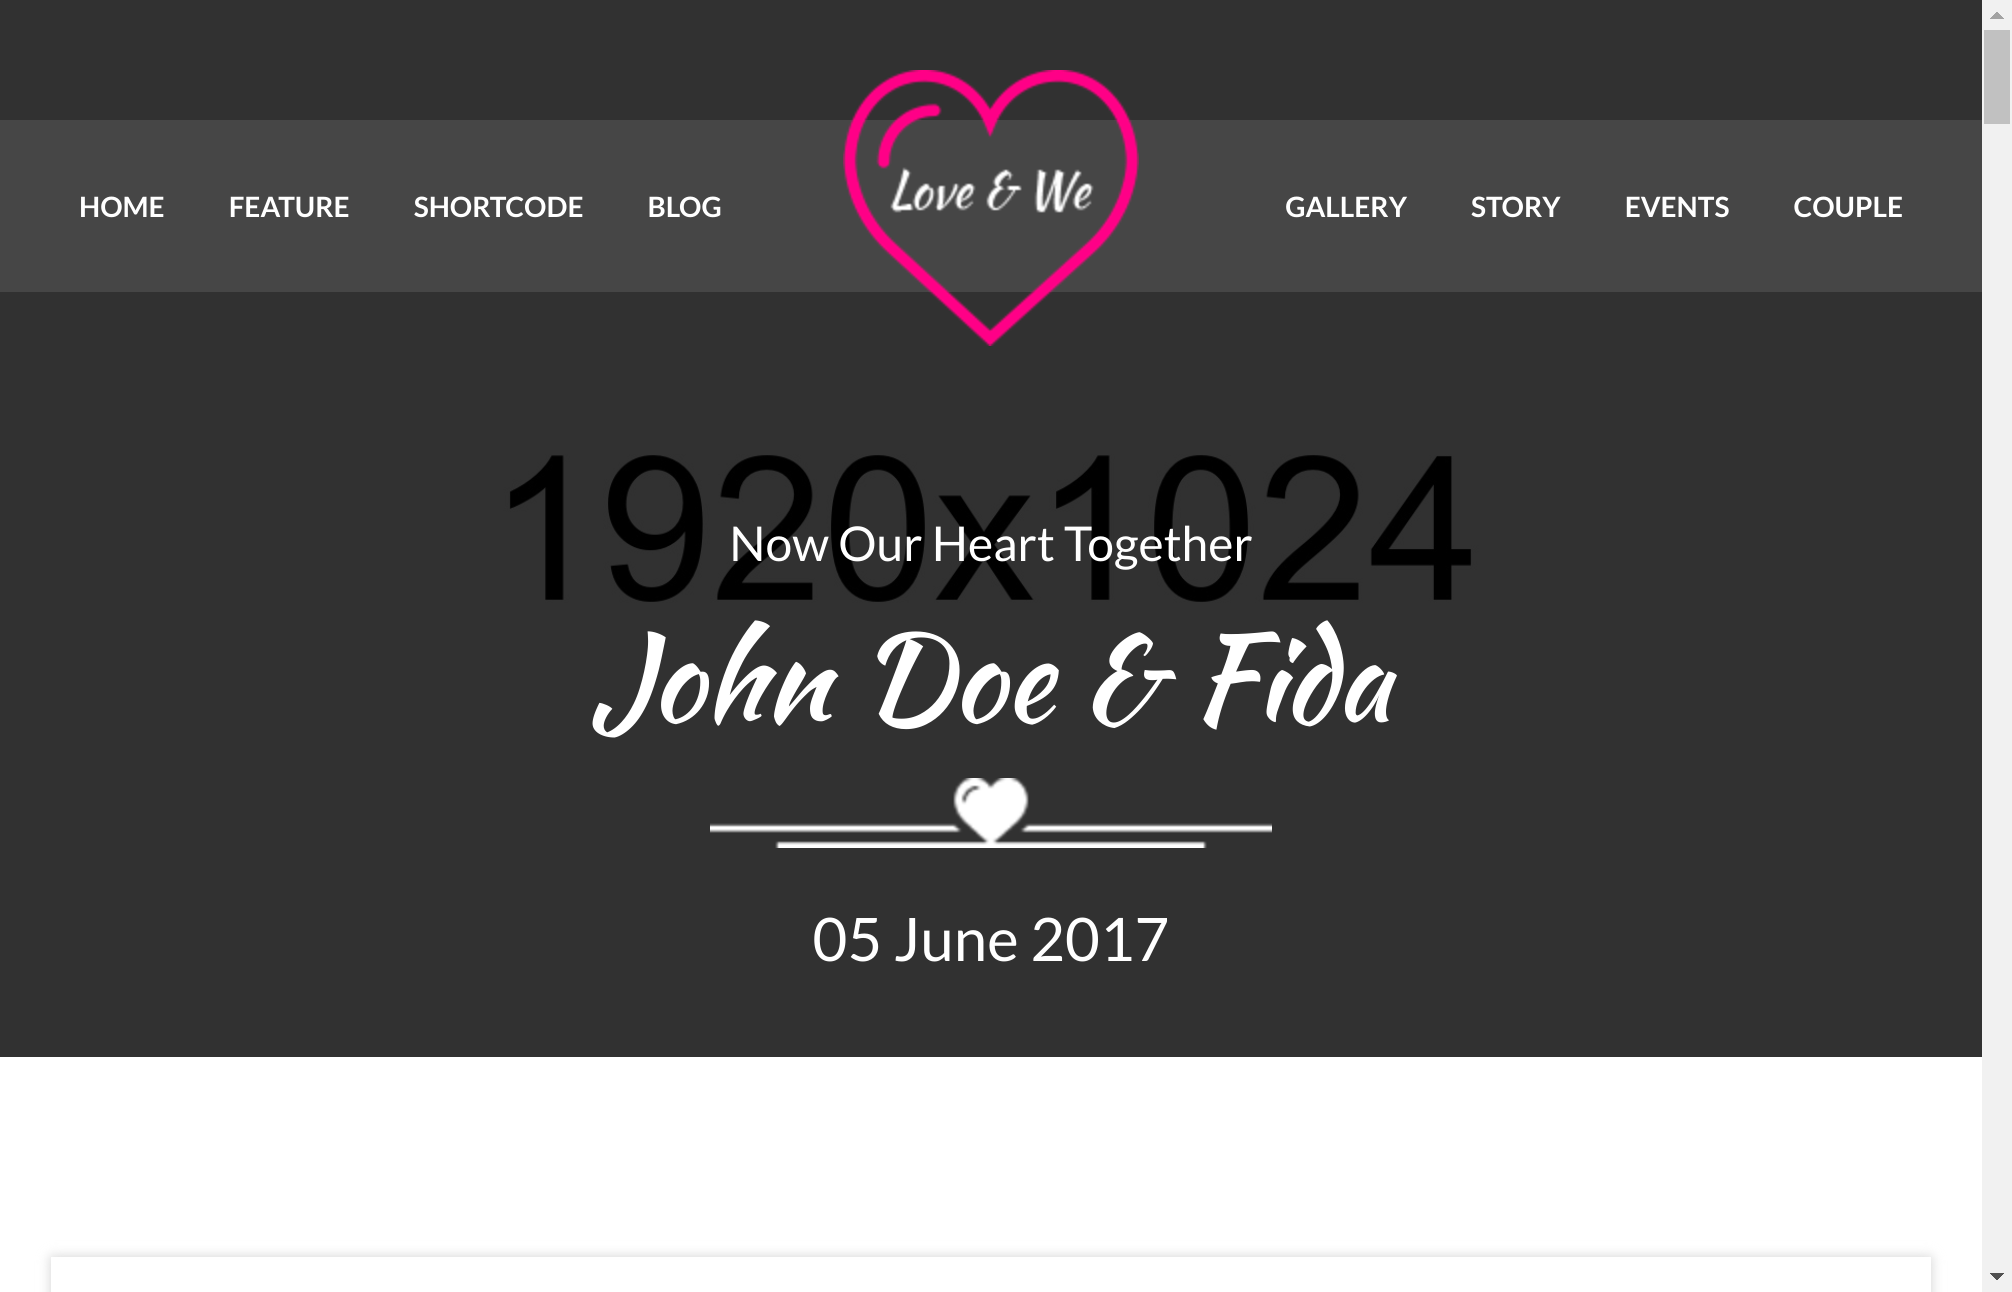 HOME FEATURE SHORTCODE BLOG Love & We GALLERY STORY EVENTS COUPLE
1920x1024
Now Our Heart Together
John Doe & Fida
05 June 2017